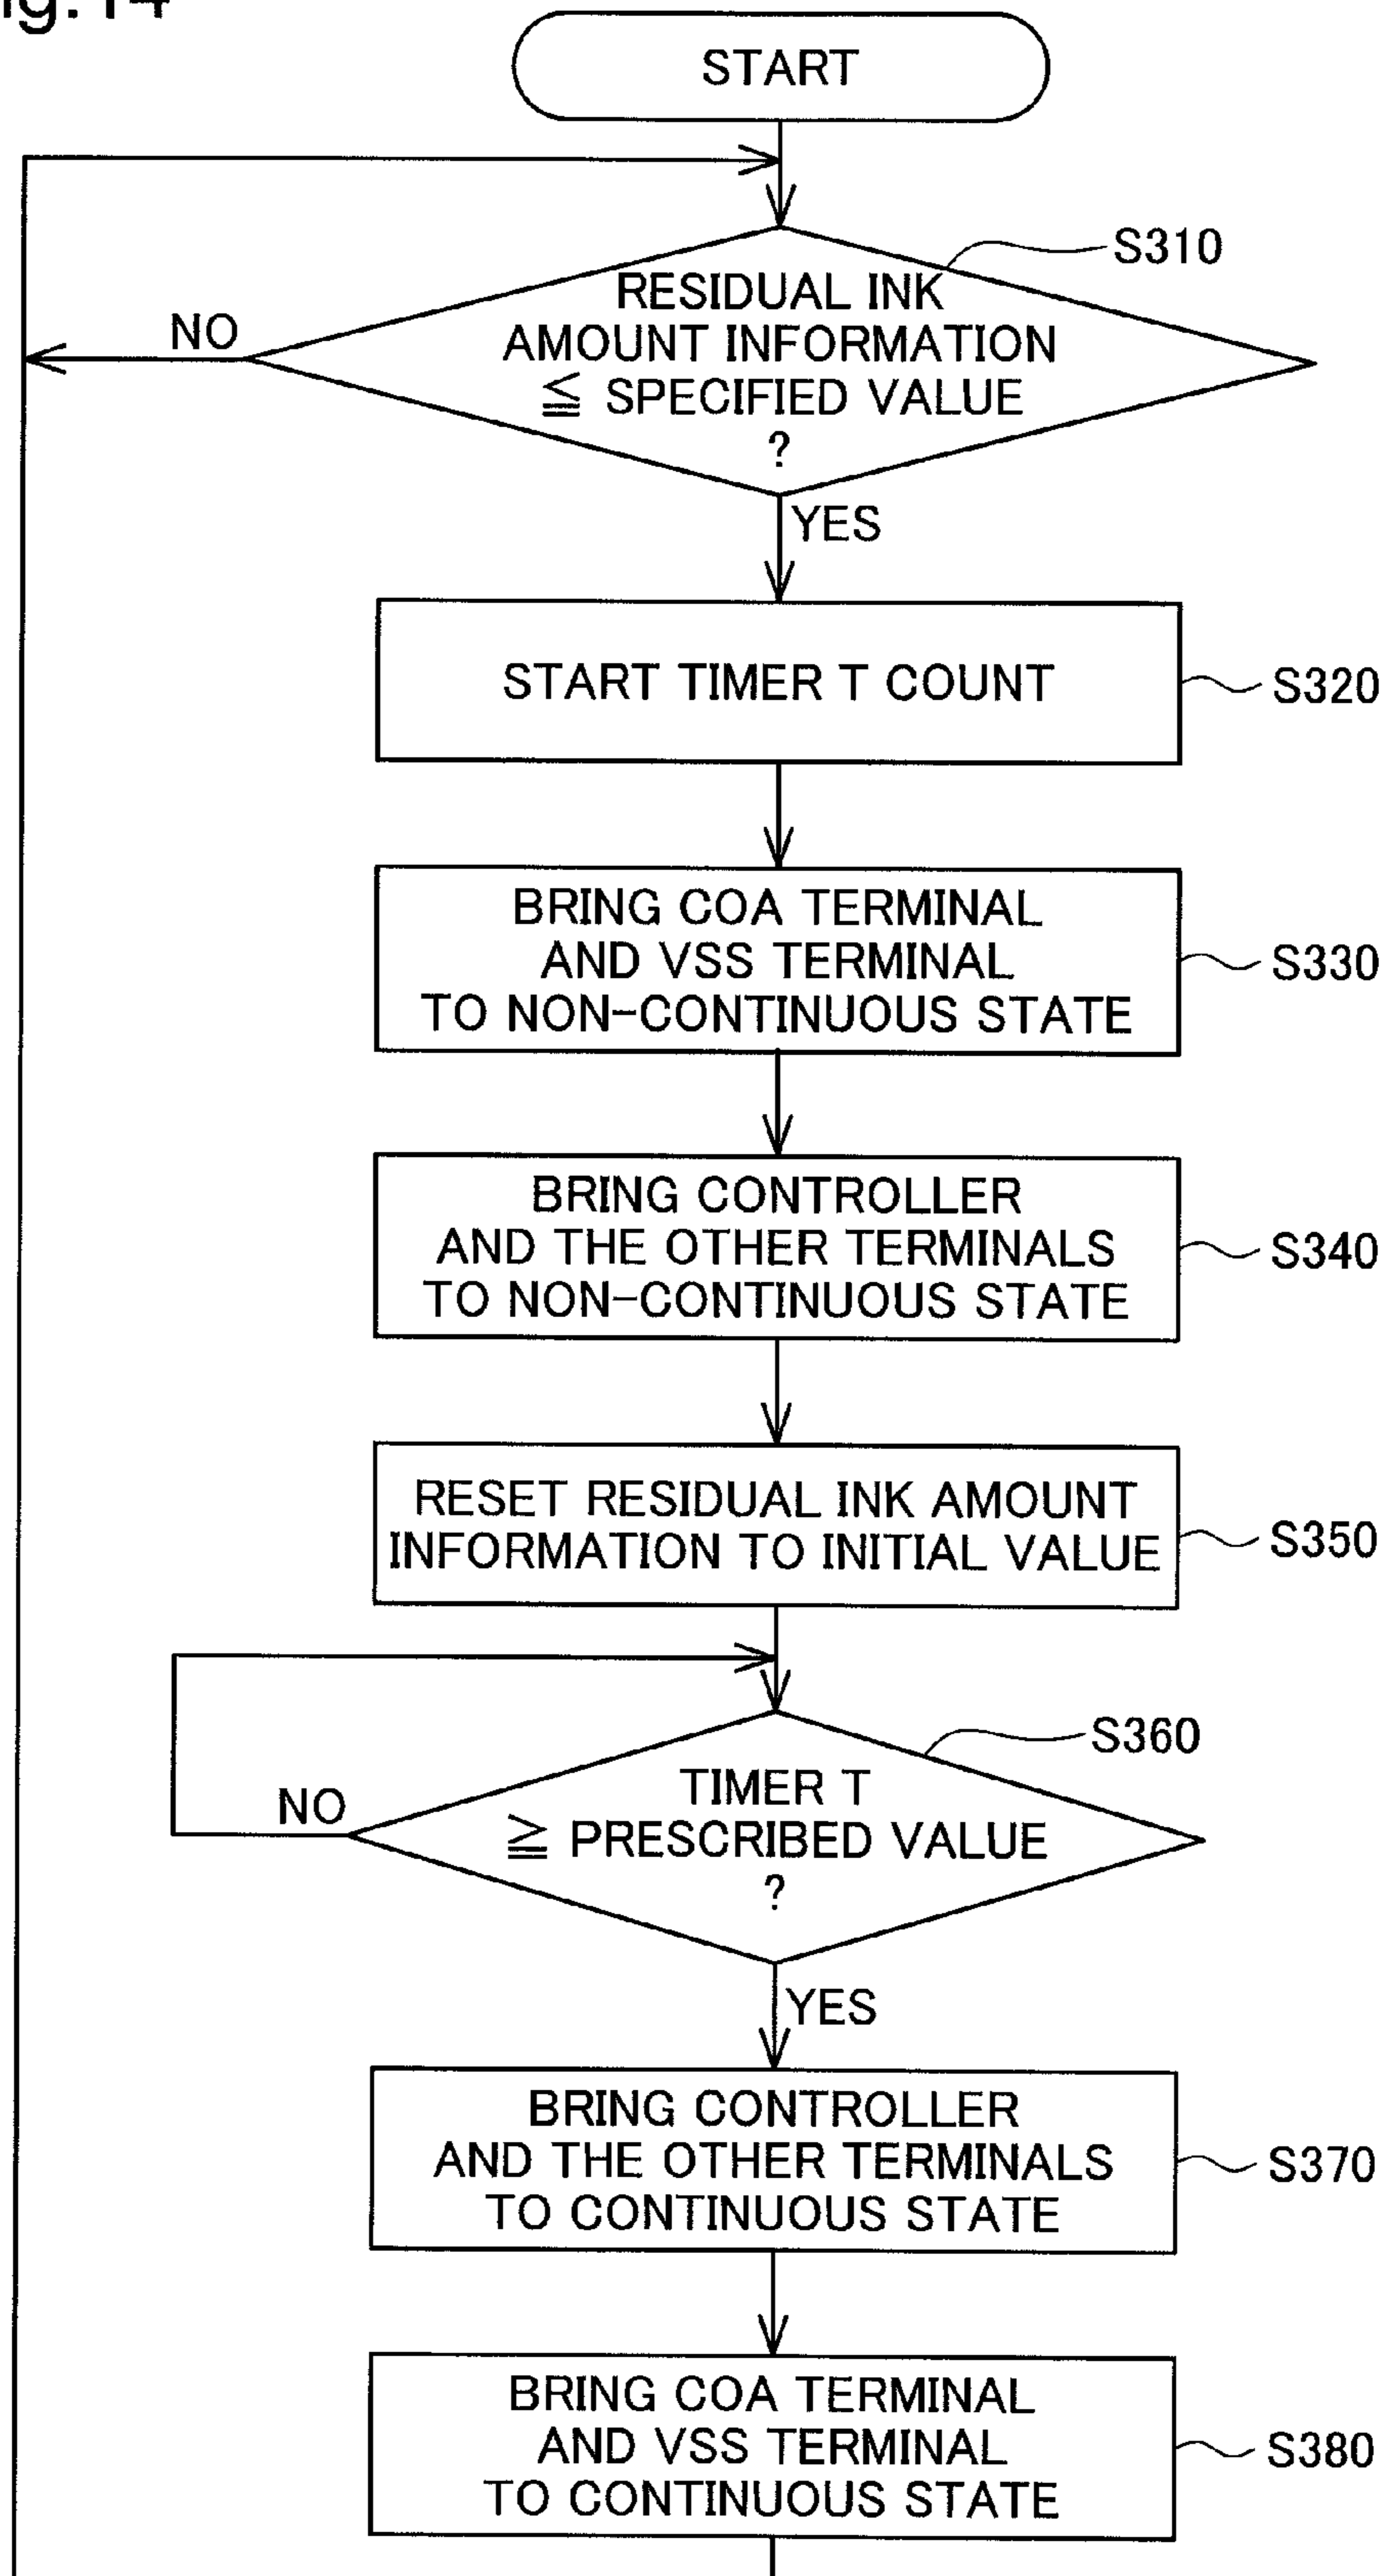 ig.14
START
S310
RESIDUAL INK
AMOUNT INFORMATION
≦ SPECIFIED VALUE
?
NO
YES
START TIMER T COUNT
S320
BRING COA TERMINAL
AND VSS TERMINAL
TO NON-CONTINUOUS STATE
S330
BRING CONTROLLER
AND THE OTHER TERMINALS
TO NON-CONTINUOUS STATE
S340
RESET RESIDUAL INK AMOUNT
INFORMATION TO INITIAL VALUE
S350
S360
TIMER T
≧ PRESCRIBED VALUE
?
NO
YES
BRING CONTROLLER
AND THE OTHER TERMINALS
TO CONTINUOUS STATE
S370
BRING COA TERMINAL
AND VSS TERMINAL
TO CONTINUOUS STATE
S380